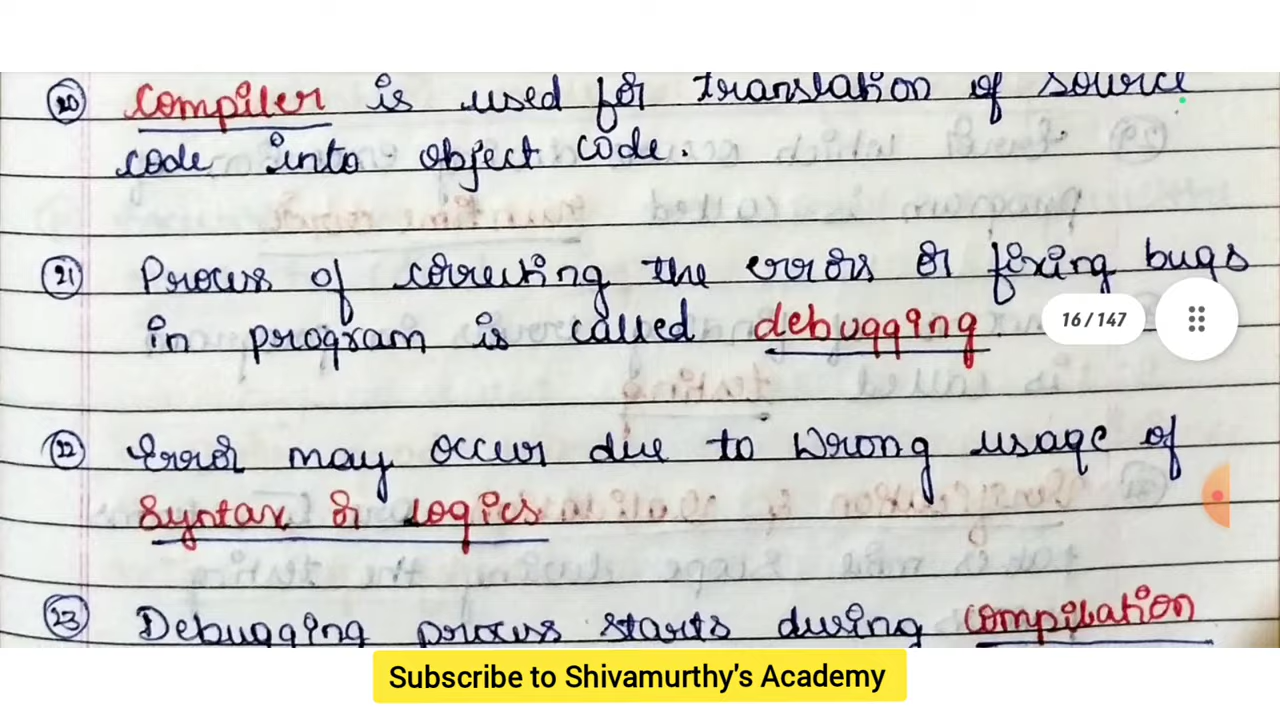 20 Compiler is used for translation of source
code into object code.
21 Process of correcting the errors or fixing bugs
in program is called debugging
16/147
22 Error may occur due to wrong usage of
Syntax or logics
23 Debugging process starts during compilation
Subscribe to Shivamurthy's Academy